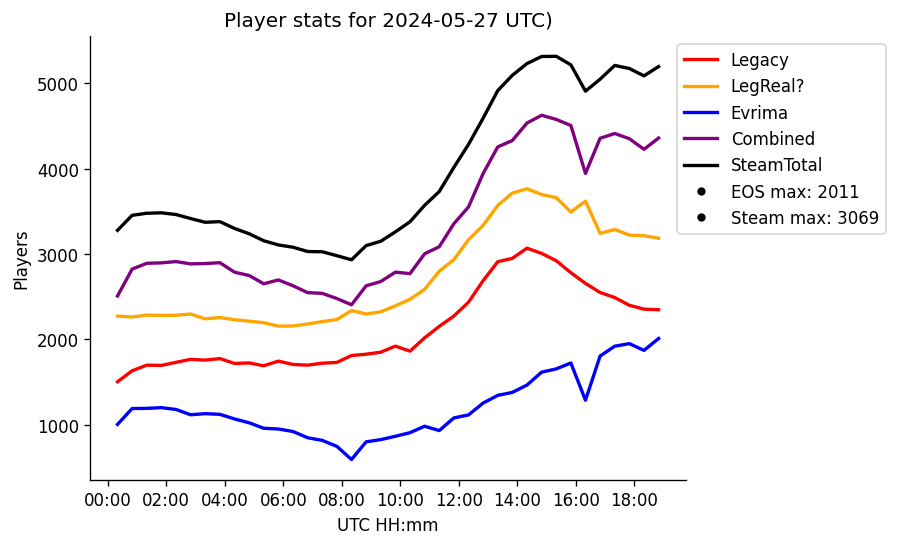 Player stats for 2024-05-27 UTC)
Legacy
LegReal?
Evrima
Combined
SteamTotal
EOS max: 2011
Steam max: 3069
Players
5000
4000
3000
2000
1000
00:00 02:00 04:00 06:00 08:00 10:00 12:00 14:00 16:00 18:00
UTC HH:mm